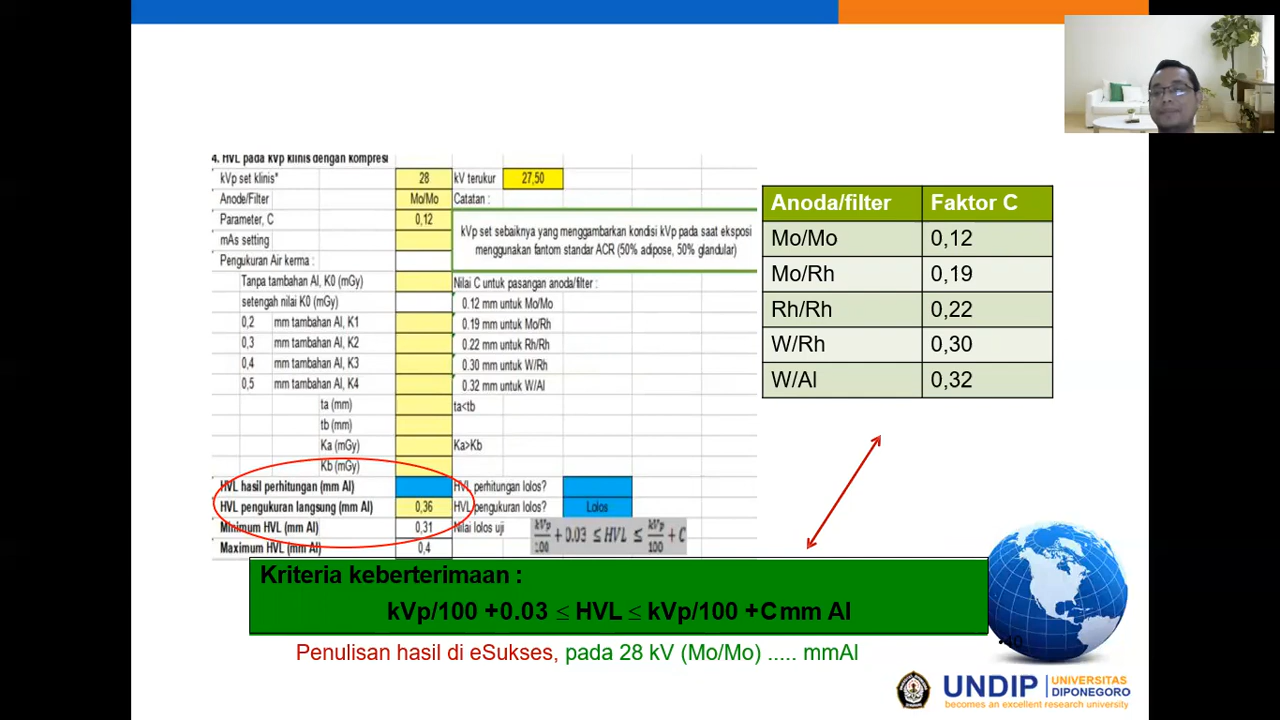 4. HVL pada kVp klinis dengan kompresi
kVp set klinis* 28 kV terukur 27,50
Anode/Filter Mo/Mo Catatan :
Parameter, C 0,12
kVp set sebaiknya yang menggambarkan kondisi kVp pada saat eksposi
menggunakan fantom standar ACR (50% adipose, 50% glandular)
mAs setting
Pengukuran Air kerma :
Tanpa tambahan Al, K0 (mGy) Nilai C untuk pasangan anoda/filter :
setengah nilai K0 (mGy) 0.12 mm untuk Mo/Mo
0,2 mm tambahan Al, K1 0.19 mm untuk Mo/Rh
0,3 mm tambahan Al, K2 0.22 mm untuk Rh/Rh
0,4 mm tambahan Al, K3 0.30 mm untuk W/Rh
0,5 mm tambahan Al, K4 0.32 mm untuk W/Al
ta (mm) ta<tb
tb (mm)
Ka (mGy) Ka>Kb
Kb (mGy)
HVL hasil perhitungan (mm Al) HVL perhitungan lolos?
HVL pengukuran langsung (mm Al) 0,36 HVL pengukuran lolos? Lolos
Minimum HVL (mm Al) 0,31 Nilai lolos uji
Maximum HVL (mm Al) 0,4
kVp/100 + 0.03 ≤ HVL ≤ kVp/100 + C
Anoda/filter Faktor C
Mo/Mo 0,12
Mo/Rh 0,19
Rh/Rh 0,22
W/Rh 0,30
W/Al 0,32
Kriteria keberterimaan :
kVp/100 +0.03 ≤ HVL ≤ kVp/100 +C mm Al
Penulisan hasil di eSukses, pada 28 kV (Mo/Mo) ..... mmAl
•40
UNDIP UNIVERSITAS
DIPONEGORO
becomes an excellent research university